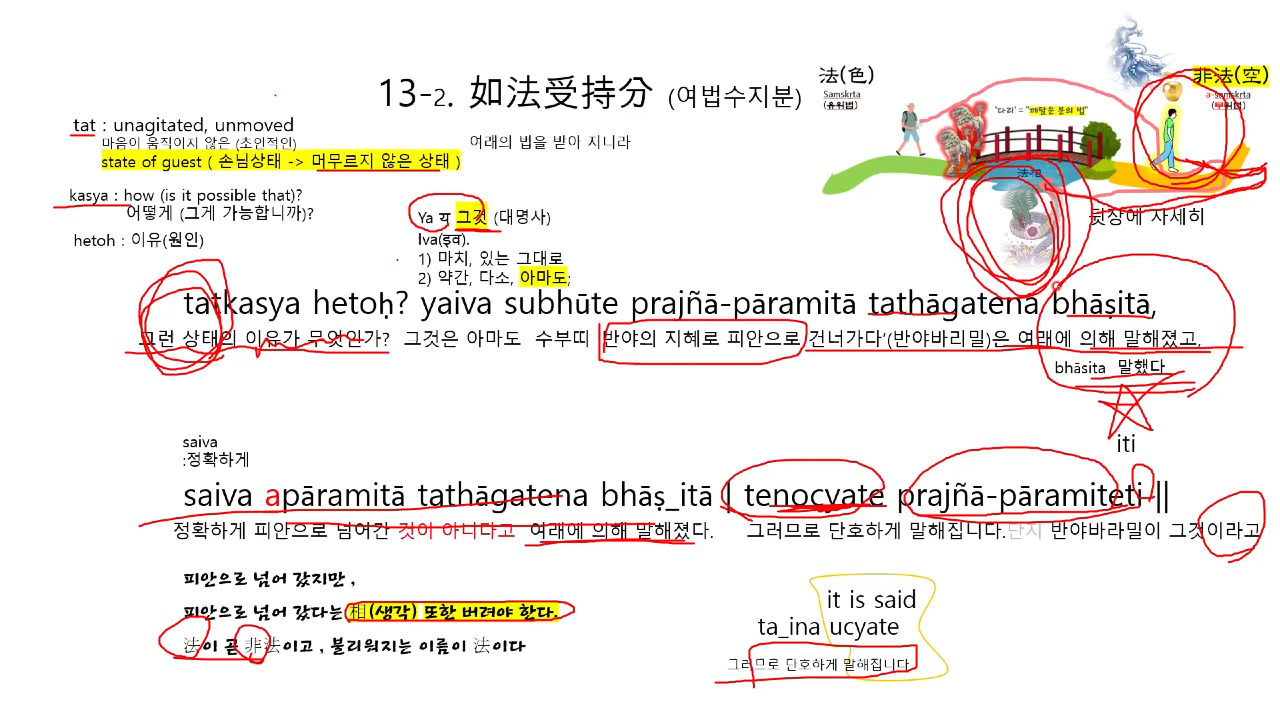 13-2. 如法受持分 (여법수지분)
여래의 법을 받아 지니라
法(色)
Samskrta
(유위법)
'다리' = "깨달은 분의 법"
法相
非法(空)
a-samskrta
(무위법)
뒷장에 자세히
tat : unagitated, unmoved
마음이 움직이지 않은 (초인적인)
state of guest ( 손님상태 -> 머무르지 않은 상태 )
kasya : how (is it possible that)?
어떻게 (그게 가능합니까)?
hetoh : 이유(원인)
Ya य 그것 (대명사)
Iva(इव).
1) 마치, 있는 그대로
2) 약간, 다소, 아마도;
tatkasya hetoḥ? yaiva subhūte prajñā-pāramitā tathāgatena bhāṣitā,
그런 상태의 이유가 무엇인가? 그것은 아마도 수부띠 '반야의 지혜로 피안으로 건너가다'(반야바리밀)은 여래에 의해 말해졌고,
bhāsita 말했다
saiva
:정확하게
iti
saiva apāramitā tathāgatena bhāṣ_itā | tenocyate prajñā-pāramiteti ||
정확하게 피안으로 넘어간 것이 아니다고 여래에 의해 말해졌다. 그러므로 단호하게 말해집니다.단지 반야바라밀이 그것이라고
피안으로 넘어 갔지만 ,
피안으로 넘어 갔다는 相(생각) 또한 버려야 한다.
法이 곧 非法이고 , 불리워지는 이름이 法이다
it is said
ta_ina ucyate
그러므로 단호하게 말해집니다